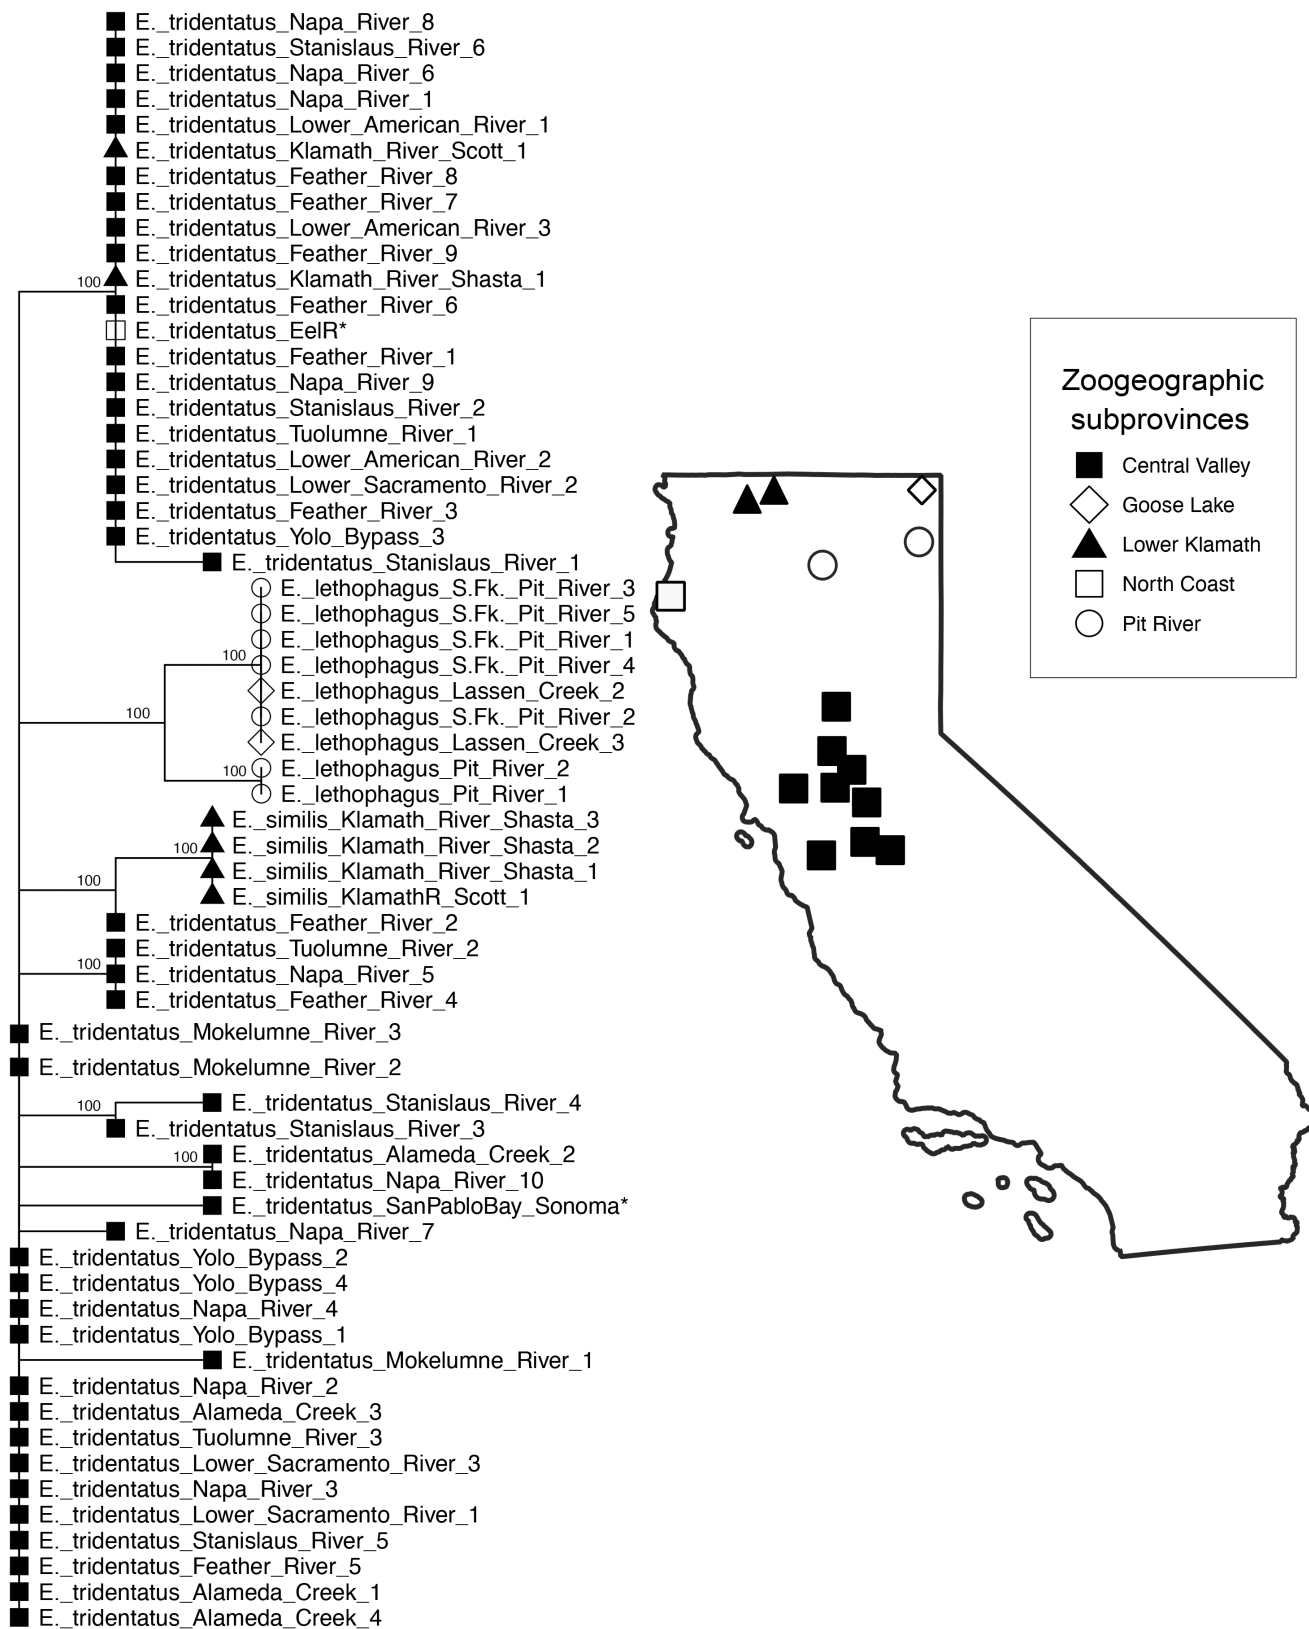 E._tridentatus_Napa_River_8
E._tridentatus_Stanislaus_River_6
E._tridentatus_Napa_River_6
E._tridentatus_Napa_River_1
E._tridentatus_Lower_American_River_1
E._tridentatus_Klamath_River_Scott_1
E._tridentatus_Feather_River_8
E._tridentatus_Feather_River_7
E._tridentatus_Lower_American_River_3
E._tridentatus_Feather_River_9
100
E._tridentatus_Klamath_River_Shasta_1
E._tridentatus_Feather_River_6
E._tridentatus_EelR*
E._tridentatus_Feather_River_1
E._tridentatus_Napa_River_9
E._tridentatus_Stanislaus_River_2
E._tridentatus_Tuolumne_River_1
E._tridentatus_Lower_American_River_2
E._tridentatus_Lower_Sacramento_River_2
E._tridentatus_Feather_River_3
E._tridentatus_Yolo_Bypass_3
E._tridentatus_Stanislaus_River_1
E._lethophagus_S.Fk._Pit_River_3
E._lethophagus_S.Fk._Pit_River_5
E._lethophagus_S.Fk._Pit_River_1
100
E._lethophagus_S.Fk._Pit_River_4
E._lethophagus_Lassen_Creek_2
100
E._lethophagus_S.Fk._Pit_River_2
E._lethophagus_Lassen_Creek_3
100
E._lethophagus_Pit_River_2
E._lethophagus_Pit_River_1
E._similis_Klamath_River_Shasta_3
100
E._similis_Klamath_River_Shasta_2
E._similis_Klamath_River_Shasta_1
100
E._similis_KlamathR_Scott_1
E._tridentatus_Feather_River_2
E._tridentatus_Tuolumne_River_2
100
E._tridentatus_Napa_River_5
E._tridentatus_Feather_River_4
E._tridentatus_Mokelumne_River_3
E._tridentatus_Mokelumne_River_2
100
E._tridentatus_Stanislaus_River_4
E._tridentatus_Stanislaus_River_3
100
E._tridentatus_Alameda_Creek_2
E._tridentatus_Napa_River_10
E._tridentatus_SanPabloBay_Sonoma*
E._tridentatus_Napa_River_7
E._tridentatus_Yolo_Bypass_2
E._tridentatus_Yolo_Bypass_4
E._tridentatus_Napa_River_4
E._tridentatus_Yolo_Bypass_1
E._tridentatus_Mokelumne_River_1
E._tridentatus_Napa_River_2
E._tridentatus_Alameda_Creek_3
E._tridentatus_Tuolumne_River_3
E._tridentatus_Lower_Sacramento_River_3
E._tridentatus_Napa_River_3
E._tridentatus_Lower_Sacramento_River_1
E._tridentatus_Stanislaus_River_5
E._tridentatus_Feather_River_5
E._tridentatus_Alameda_Creek_1
E._tridentatus_Alameda_Creek_4
Zoogeographic
subprovinces
Central Valley
Goose Lake
Lower Klamath
North Coast
Pit River